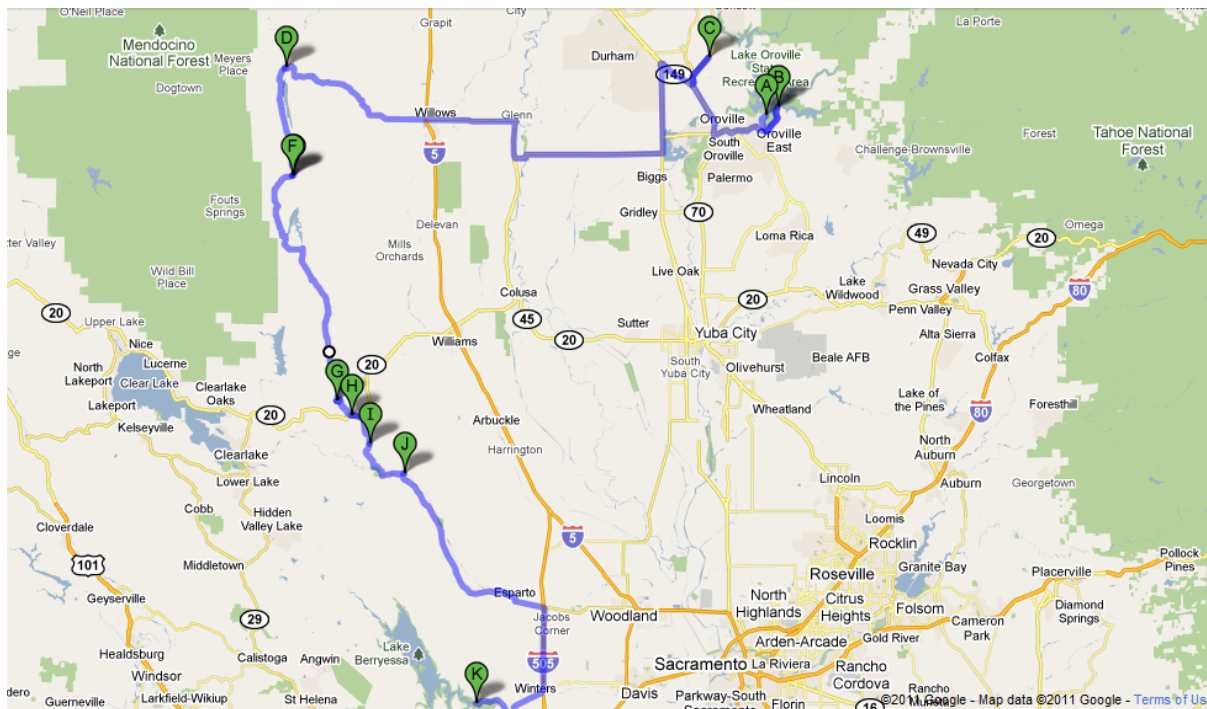 O'Neil Place
Grapit
City
La Porte
Mendocino
National Forest
Meyers
Place
D
Durham
C
Lake Oroville
State
Recre
Area
149
Dogtown
Willows
Glenn
Oroville
A
B
Oroville
East
South
Oroville
Forest
Tahoe National
Forest
5
F
Biggs
Palermo
Challenge-Brownsville
Fouts
Springs
Delevan
Gridley
70
Loma Rica
49
20
Omega
Mills
Orchards
Nevada City
Wild Bill
Place
Live Oak
Lake
Wildwood
Grass Valley
80
Colusa
20
Penn Valley
20
Upper Lake
45
20
Sutter
Yuba City
Alta Sierra
Nice
Williams
Beale AFB
Colfax
North
Lakeport
Lucerne
Clear Lake
Clearlake
Oaks
20
South
Yuba City
Olivehurst
Lakeport
Kelseyville
20
G
H
I
Arbuckle
Wheatland
Lake of
the Pines
80
Foresthill
Clearlake
J
Harrington
North
Auburn
Lower Lake
Lincoln
Auburn
Georgetown
Cobb
Hidden
Valley Lake
Loomis
Cloverdale
5
Rocklin
101
Middletown
Granite Bay
Pollock
Pines
Geyserville
Esparto
Roseville
Placerville
29
Jacobs
Corner
Woodland
North
Highlands
Citrus
Heights
Folsom
Diamond
Springs
Lake
Berryessa
Arden-Arcade
Gold River
Cameron
Park
Healdsburg
Calistoga
Angwin
505
K
Sacramento
La Riviera
Rancho
Cordova
Windsor
Winters
Davis
Guerneville
Larkfield-Wikiup
St Helena
Parkway-South
Sacramento
Florin
16
Rancho
Murieta
©2011 Google - Map data ©2011 Google - Terms of Us